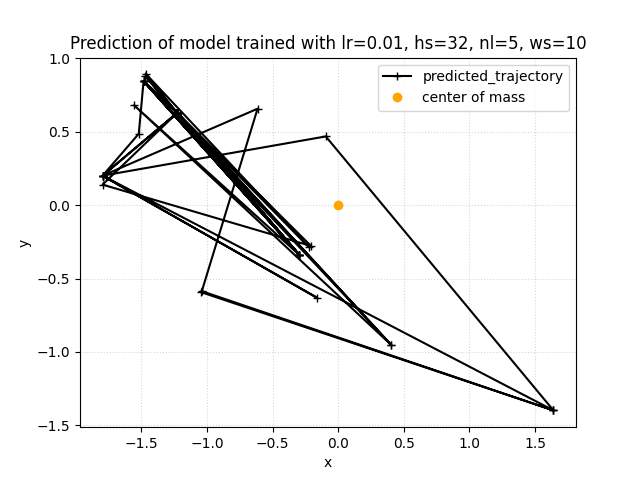 Prediction of model trained with lr=0.01, hs=32, nl=5, ws=10
predicted_trajectory
center of mass
1.0
0.5
0.0
−0.5
−1.0
−1.5
y
−1.5 −1.0 −0.5 0.0 0.5 1.0 1.5
x